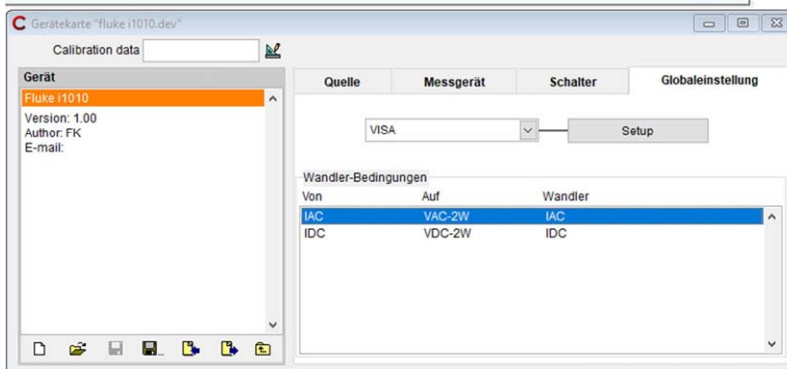 Gerätekarte "fluke i1010.dev"
Calibration data
Gerät
Fluke i1010
Version: 1.00
Author: FK
E-mail:
Quelle Messgerät Schalter Globaleinstellung
VISA Setup
Wandler-Bedingungen
Von Auf Wandler
IAC VAC-2W IAC
IDC VDC-2W IDC